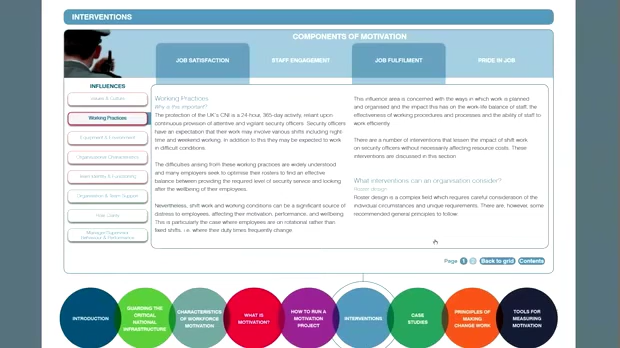 INTERVENTIONS
COMPONENTS OF MOTIVATION
JOB SATISFACTION
STAFF ENGAGEMENT
JOB FULFILMENT
PRIDE IN JOB
INFLUENCES
Values & Culture
Working Practices
Equipment & Environment
Organisational Characteristics
Team Identity & Functioning
Organisation & Team Support
Peer
Manager/Supervisor
Behaviour & Performance
Working Practices
Why is this important?
The protection of the UK's CNI is a 24-hour, 365-day activity, reliant upon
continuous provision of attentive and vigilant security officers. Security officers
have an expectation that their work may involve various shifts including night
time and weekend working. In addition to this they may be expected to work
in difficult conditions.
The difficulties arising from these working practices are widely understood
and many employers seek to optimise their rosters to find an effective
balance between providing the required level of security service and looking
after the wellbeing of their employees.
Nevertheless, shift work and working conditions can be a significant source of
distress to employees, affecting their motivation, performance, and wellbeing.
This is particularly the case where employees are on rotational rather than
fixed shifts, i.e. where their duty times frequently change.
This influence area is concerned with the ways in which work is planned
and organised and the impact this has on the work-life balance of staff, the
effectiveness of working procedures and processes and the ability of staff to
work efficiently.
There are a number of interventions that lessen the impact of shift work
on security officers without necessarily affecting resource costs. These
interventions are discussed in this section.
What interventions can an organisation consider?
Roster design
Roster design is a complex field which requires careful consideration of the
individual circumstances and unique requirements. There are, however, some
recommended general principles to follow:
Page 1 2 Back to grid Contents
INTRODUCTION
GUARDING THE
CRITICAL
NATIONAL
INFRASTRUCTURE
CHARACTERISTICS
OF WORKFORCE
MOTIVATION
WHAT IS
MOTIVATION?
HOW TO RUN A
MOTIVATION
PROJECT
INTERVENTIONS
CASE
STUDIES
PRINCIPLES OF
MAKING
CHANGE WORK
TOOLS FOR
MEASURING
MOTIVATION